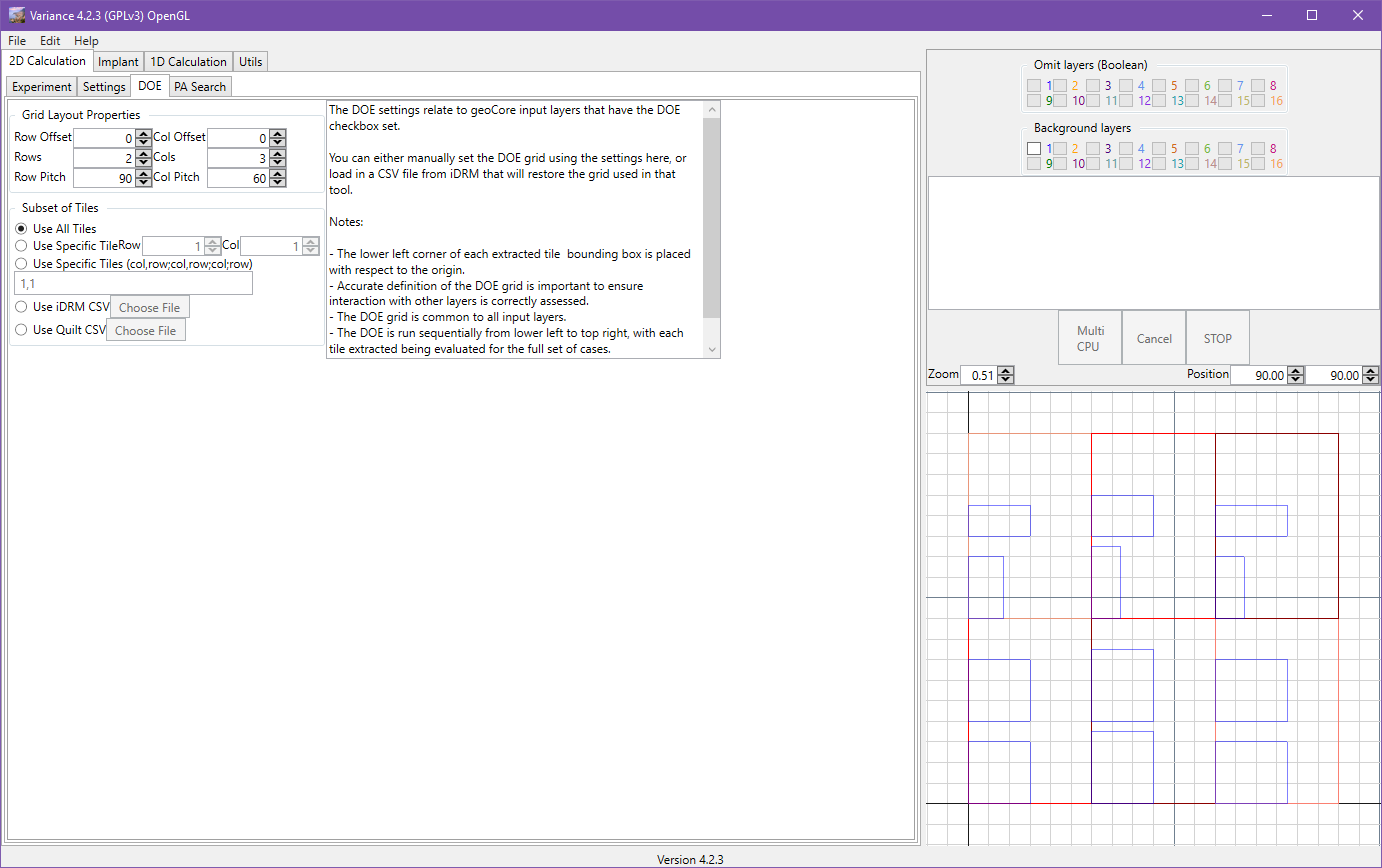 Variance 4.2.3 (GPLv3) OpenGL
File Edit Help
2D Calculation Implant 1D Calculation Utils
Experiment Settings DOE PA Search
Grid Layout Properties
Row Offset 0 Col Offset 0
Rows 2 Cols 3
Row Pitch 90 Col Pitch 60
Subset of Tiles
Use All Tiles
Use Specific Tile Row 1 Col 1
Use Specific Tiles (col,row;col,row;col;row)
1,1
Use iDRM CSV Choose File
Use Quilt CSV Choose File
The DOE settings relate to geoCore input layers that have the DOE
checkbox set.
You can either manually set the DOE grid using the settings here, or
load in a CSV file from iDRM that will restore the grid used in that
tool.
Notes:
- The lower left corner of each extracted tile  bounding box is placed
with respect to the origin.
- Accurate definition of the DOE grid is important to ensure
interaction with other layers is correctly assessed.
- The DOE grid is common to all input layers.
- The DOE is run sequentially from lower left to top right, with each
tile extracted being evaluated for the full set of cases.
Omit layers (Boolean)
1 2 3 4 5 6 7 8
9 10 11 12 13 14 15 16
Background layers
1 2 3 4 5 6 7 8
9 10 11 12 13 14 15 16
Multi
CPU
Cancel
STOP
Zoom 0.51 Position 90.00 90.00
Version 4.2.3